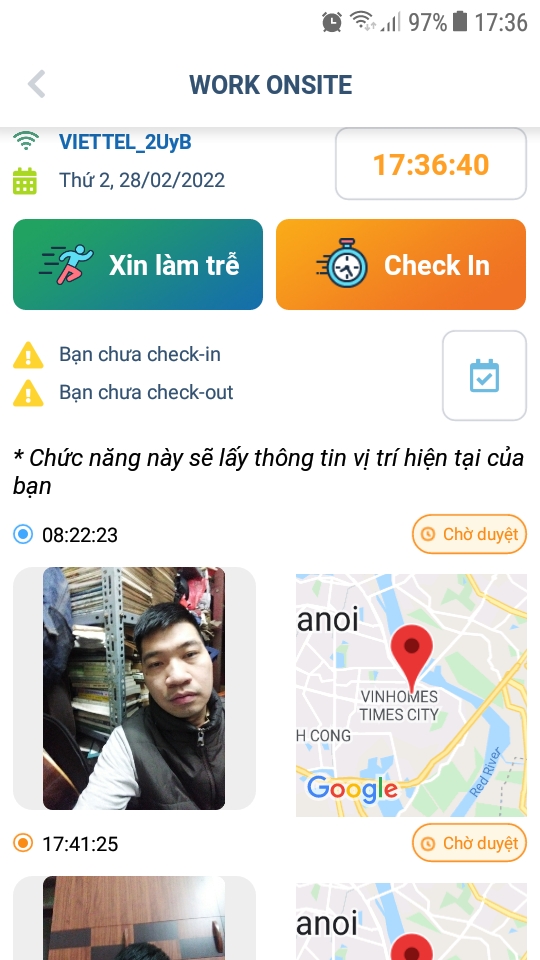 97% 17:36
WORK ONSITE
VIETTEL_2UyB
Thứ 2, 28/02/2022
17:36:40
Xin làm trễ
Check In
Bạn chưa check-in
Bạn chưa check-out
* Chức năng này sẽ lấy thông tin vị trí hiện tại của
bạn
08:22:23
Chờ duyệt
anoi
VINHOMES
TIMES CITY
H CONG
Red River
Google
17:41:25
Chờ duyệt
anoi